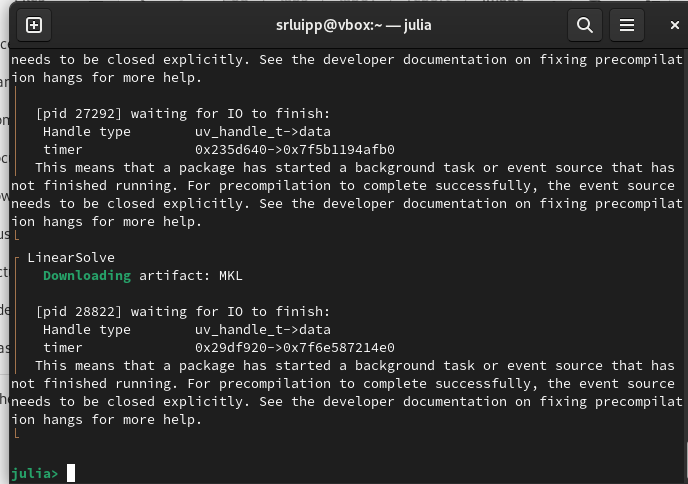 srluipp@vbox:~ — julia
needs to be closed explicitly. See the developer documentation on fixing precompilat
ion hangs for more help.
[pid 27292] waiting for IO to finish:
Handle type uv_handle_t->data
timer 0x235d640->0x7f5b1194afb0
This means that a package has started a background task or event source that has
not finished running. For precompilation to complete successfully, the event source
needs to be closed explicitly. See the developer documentation on fixing precompilat
ion hangs for more help.
LinearSolve
Downloading artifact: MKL
[pid 28822] waiting for IO to finish:
Handle type uv_handle_t->data
timer 0x29df920->0x7f6e587214e0
This means that a package has started a background task or event source that has
not finished running. For precompilation to complete successfully, the event source
needs to be closed explicitly. See the developer documentation on fixing precompilat
ion hangs for more help.
julia>